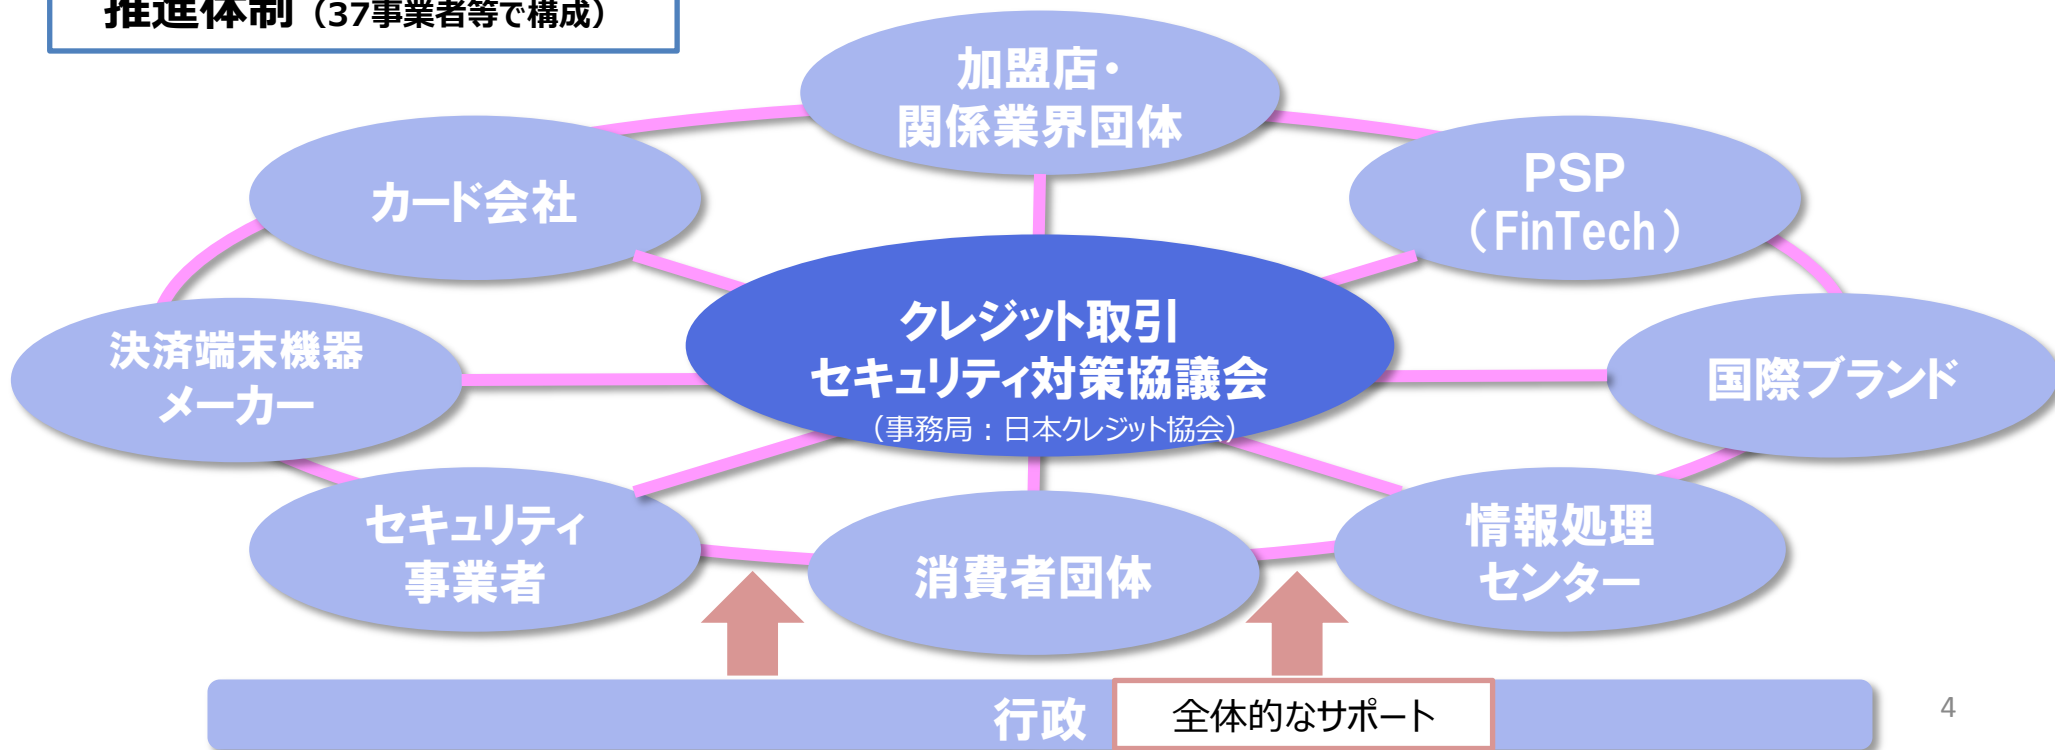 推進体制（37事業者等で構成）
加盟店・
関係業界団体
カード会社
PSP
（FinTech）
クレジット取引
セキュリティ対策協議会
（事務局：日本クレジット協会）
決済端末機器
メーカー
国際ブランド
セキュリティ
事業者
消費者団体
情報処理
センター
行政
全体的なサポート
4